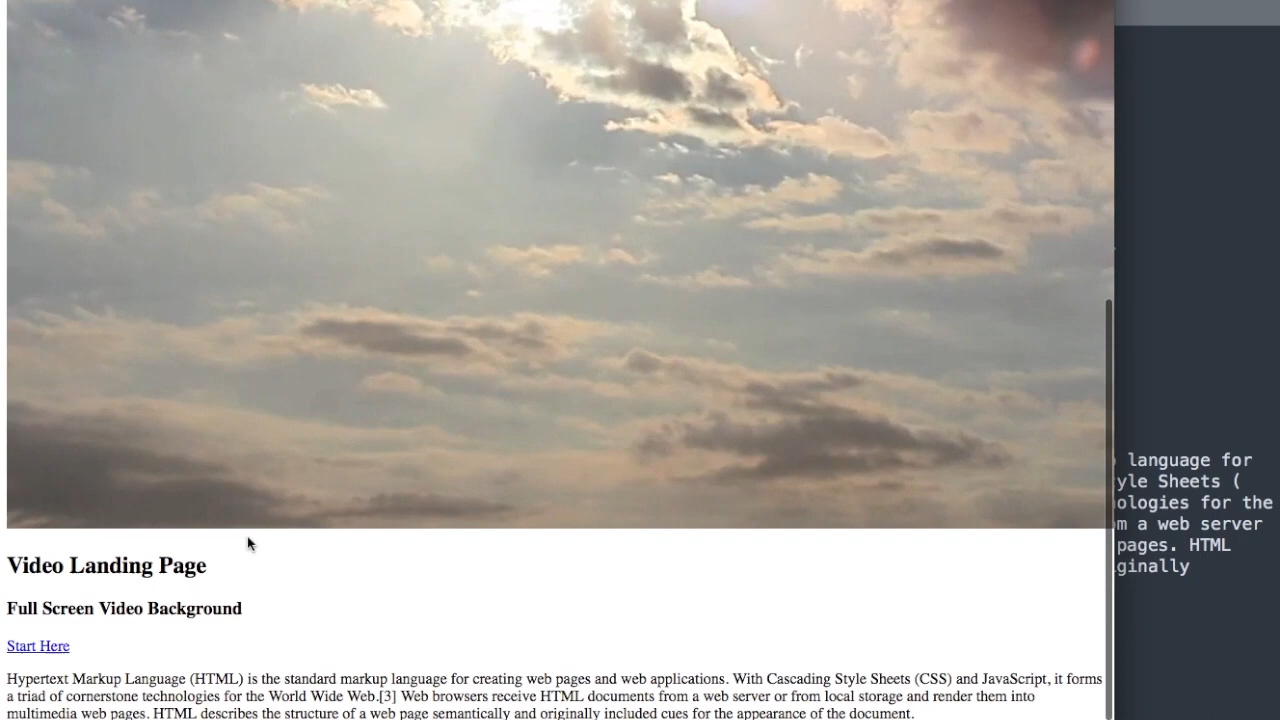 Video Landing Page
Full Screen Video Background
Start Here
Hypertext Markup Language (HTML) is the standard markup language for creating web pages and web applications. With Cascading Style Sheets (CSS) and JavaScript, it forms
a triad of cornerstone technologies for the World Wide Web.[3] Web browsers receive HTML documents from a web server or from local storage and render them into
multimedia web pages. HTML describes the structure of a web page semantically and originally included cues for the appearance of the document.
language for
yle Sheets (
ologies for the
m a web server
pages. HTML
ginally